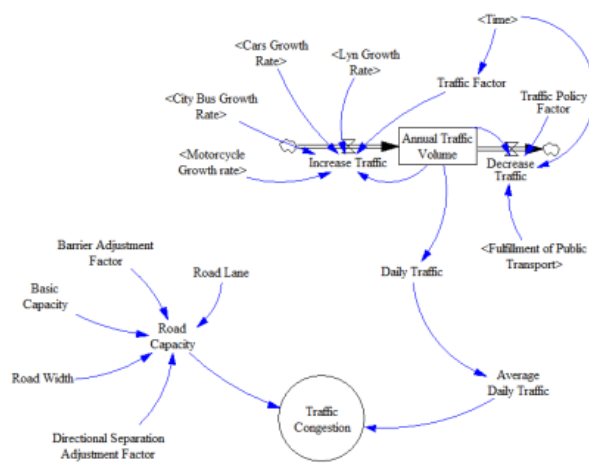 <Time>
<Cars Growth
Rate>
<Lyn Growth
Rate>
Traffic Factor
Traffic Policy
Factor
<City Bus Growth
Rate>
Annual Traffic
Volume
Increase Traffic
Decrease
Traffic
<Motorcycle
Growth rate>
<Fulfillment of Public
Transport>
Barrier Adjustment
Factor
Road Lane
Daily Traffic
Basic
Capacity
Road
Capacity
Road Width
Average
Daily Traffic
Traffic
Congestion
Directional Separation
Adjustment Factor